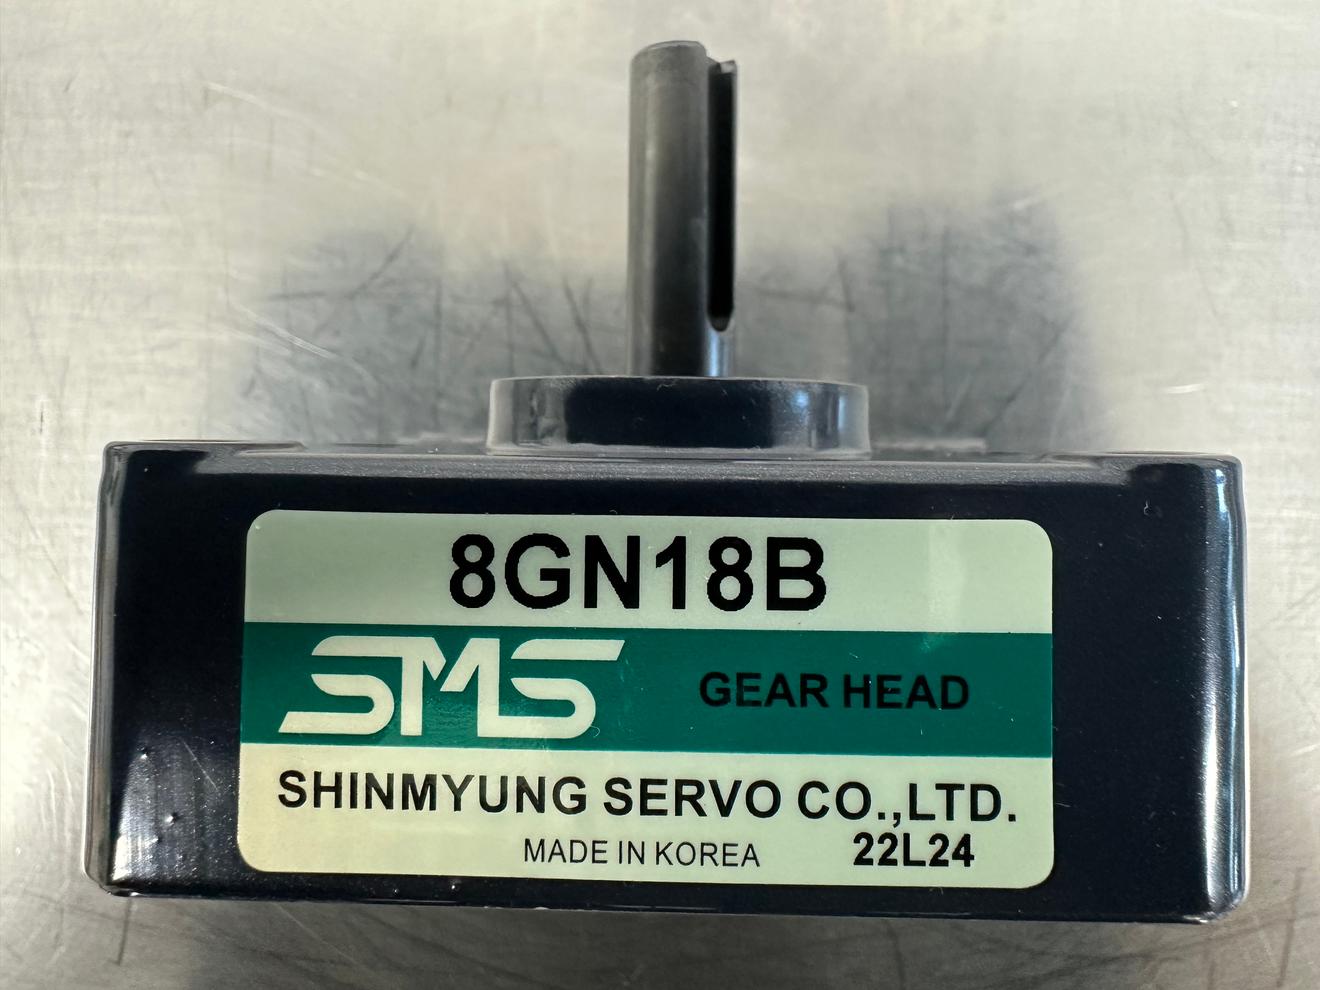 8GN18B
SMS GEAR HEAD
SHINMYUNG SERVO CO.,LTD.
MADE IN KOREA 22L24